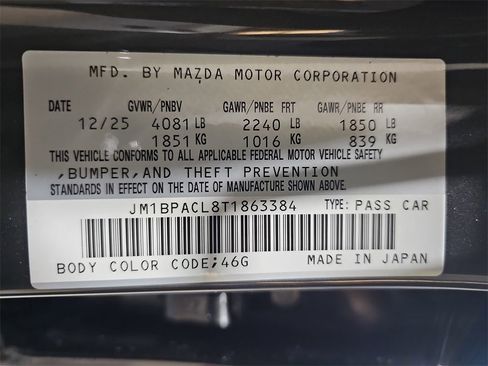 MFD. BY MAZDA MOTOR CORPORATION
DATE GVWR/PNBV GAWR/PNBE FRT GAWR/PNBE RR
12/25 4081 LB 2240 LB 1850 LB
1851 KG 1016 KG 839 KG
THIS VEHICLE CONFORMS TO ALL APPLICABLE FEDERAL MOTOR VEHICLE SAFETY
,BUMPER,AND THEFT PREVENTION
STANDARDS IN EFFECT ON THE DATE OF MANUFACTURE SHOWN ABOVE.
JM1BPACL8T1863384 TYPE: PASS CAR
BODY COLOR CODE;46G MADE IN JAPAN